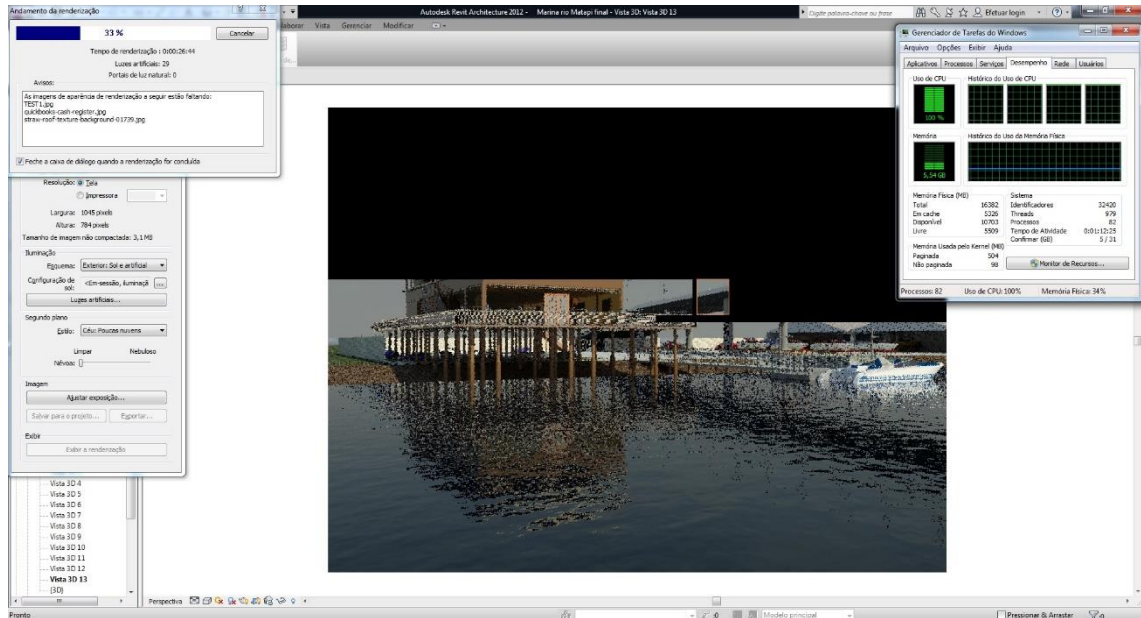 Andamento da renderização
33 %
Cancelar
Tempo de renderização : 0:00:26:44
Luzes artificiais: 29
Portais de luz natural: 0
Avisos:
As imagens de aparência de renderização a seguir estão faltando:
TEST1.jpg
quickbooks-cash-register.jpg
straw-roof-texture-background-01739.jpg
Feche a caixa de diálogo quando a renderização for concluída
Resolução: Tela
Impressora
Largura: 1045 pixels
Altura: 784 pixels
Tamanho de imagem não compactada: 3,1 MB
Iluminação
Esquema: Exterior: Sol e artificial
Configuração de sol: <Em-sessão, iluminaçã ...
Luzes artificiais...
Segundo plano
Estilo: Céu: Poucas nuvens
Limpar Nebuloso
Névoa:
Imagem
Ajustar exposição...
Salvar para o projeto... Exportar...
Exibir
Exibir a renderização
Vista 3D 4
Vista 3D 5
Vista 3D 6
Vista 3D 7
Vista 3D 8
Vista 3D 9
Vista 3D 10
Vista 3D 11
Vista 3D 12
Vista 3D 13
{3D}
Pronto
Perspectiva
Autodesk Revit Architecture 2012 - Marina rio Matapi final - Vista 3D: Vista 3D 13
Digite palavra-chave ou frase
Efetuar login
laborar Vista Gerenciar Modificar
Gerenciador de Tarefas do Windows
Arquivo Opções Exibir Ajuda
Aplicativos Processos Serviços Desempenho Rede Usuários
Uso de CPU Histórico do Uso de CPU
100 %
Memória Histórico do Uso da Memória Física
5,54 GB
Memória Física (MB)
Total 16382
Em cache 5326
Disponível 10703
Livre 5509
Memória Usada pelo Kernel (MB)
Paginada 504
Não paginada 98
Sistema
Identificadores 32420
Threads 979
Processos 82
Tempo de Atividade 0:01:12:25
Confirmar (GB) 5 / 31
Monitor de Recursos...
Processos: 82 Uso de CPU: 100% Memória Física: 34%
:0
Modelo principal
Pressionar & Arrastar